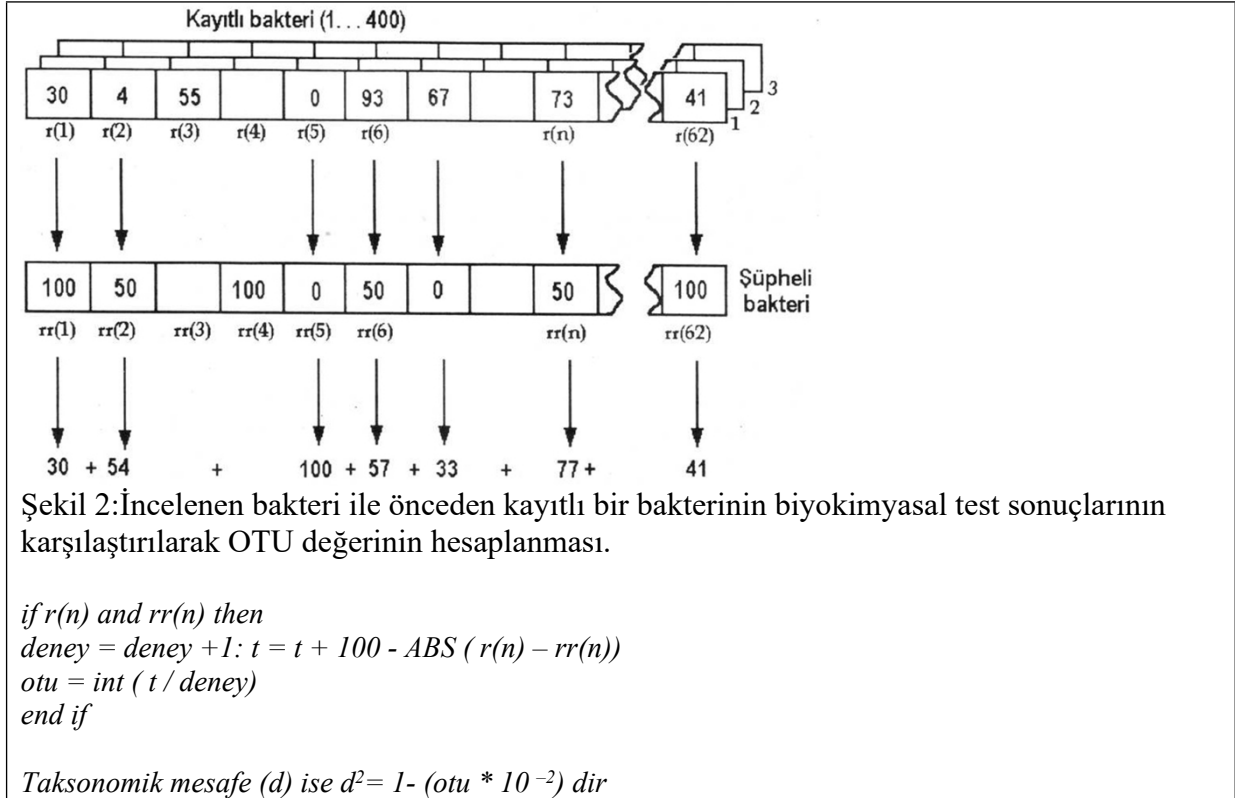 Kayıtlı bakteri (1. . . 400)
30 4 55 0 93 67 73 41 1 2 3
r(1) r(2) r(3) r(4) r(5) r(6) r(n) r(62)
100 50 100 0 50 0 50 100 Şüpheli bakteri
rr(1) rr(2) rr(3) rr(4) rr(5) rr(6) rr(n) rr(62)
30 + 54 + 100 + 57 + 33 + 77 + 41
Şekil 2:İncelenen bakteri ile önceden kayıtlı bir bakterinin biyokimyasal test sonuçlarının
karşılaştırılarak OTU değerinin hesaplanması.
if r(n) and rr(n) then
deney = deney +1: t = t + 100 - ABS ( r(n) – rr(n))
otu = int ( t / deney)
end if
Taksonomik mesafe (d) ise d²= 1- (otu * 10 ⁻²) dir